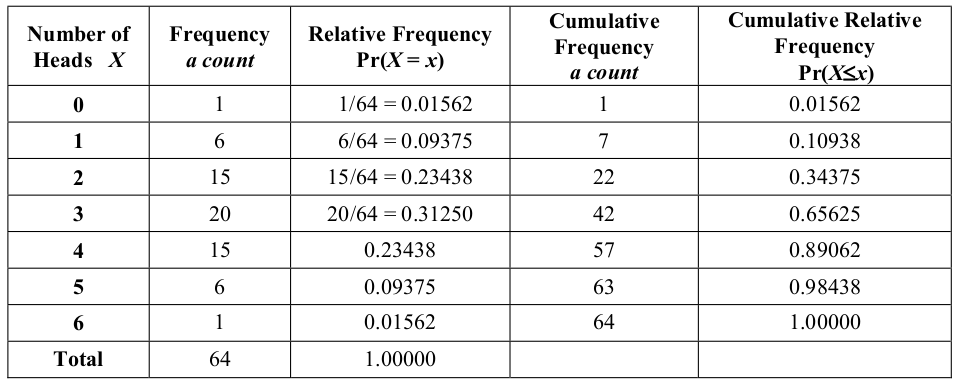 Number of Heads X | Frequency a count | Relative Frequency Pr(X = x) | Cumulative Frequency a count | Cumulative Relative Frequency Pr(X≤x)
0 | 1 | 1/64 = 0.01562 | 1 | 0.01562
1 | 6 | 6/64 = 0.09375 | 7 | 0.10938
2 | 15 | 15/64 = 0.23438 | 22 | 0.34375
3 | 20 | 20/64 = 0.31250 | 42 | 0.65625
4 | 15 | 0.23438 | 57 | 0.89062
5 | 6 | 0.09375 | 63 | 0.98438
6 | 1 | 0.01562 | 64 | 1.00000
Total | 64 | 1.00000